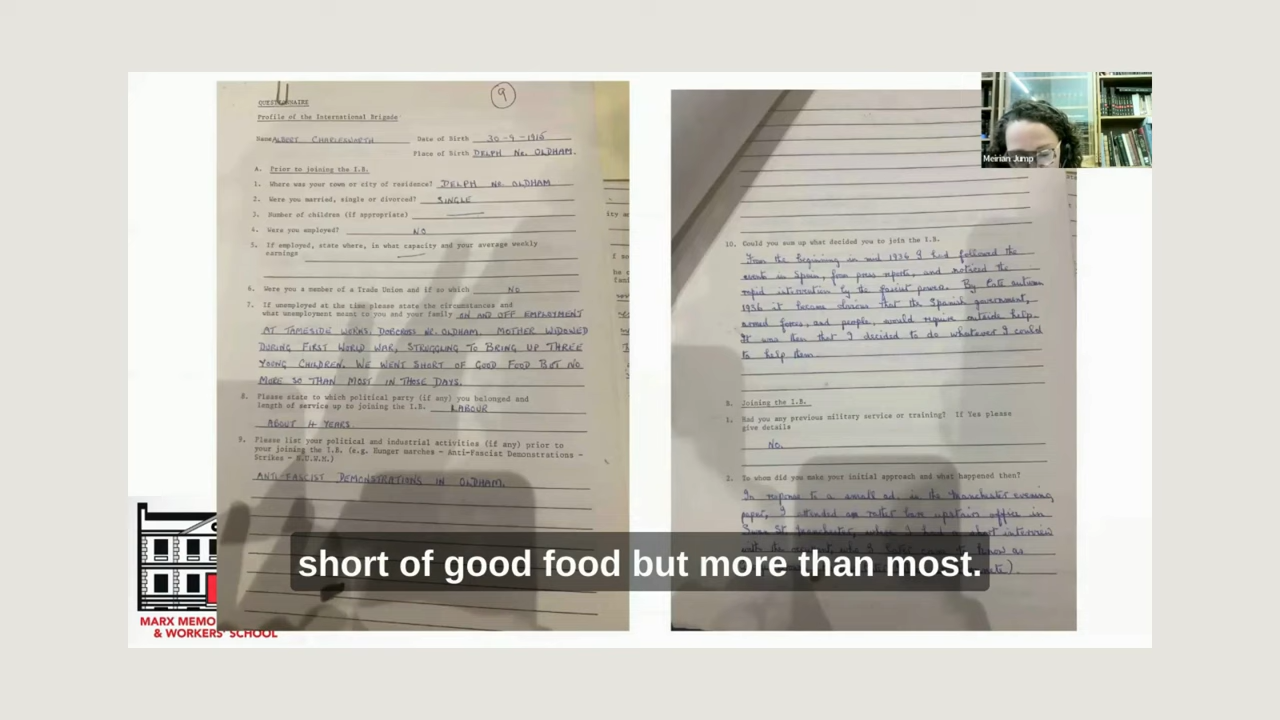 9
QUESTIONNAIRE
Profile of the International Brigade
Name ALBERT CHARLESWORTH Date of Birth 30-9-1915
Place of Birth DELPH Nr. OLDHAM.
A. Prior to joining the I.B.
1. Where was your town or city of residence? DELPH Nr. OLDHAM
2. Were you married, single or divorced? SINGLE
3. Number of children (if appropriate)
4. Were you employed? NO
5. If employed, state where, in what capacity and your average weekly
earnings
6. Were you a member of a Trade Union and if so which NO
7. If unemployed at the time please state the circumstances and
what unemployment meant to you and your family ON AND OFF EMPLOYMENT
AT TAMESIDE WORKS. DOBCROSS Nr. OLDHAM. MOTHER WIDOWED
DURING FIRST WORLD WAR, STRUGGLING TO BRING UP THREE
YOUNG CHILDREN. WE WENT SHORT OF GOOD FOOD BUT NO
MORE SO THAN MOST IN THOSE DAYS.
8. Please state to which political party (if any) you belonged and
length of service up to joining the I.B. LABOUR
ABOUT 4 YEARS.
9. Please list your political and industrial activities (if any) prior to
your joining the I.B. (e.g. Hunger marches - Anti-Fascist Demonstrations -
Strikes - N.U.W.M.)
ANTI-FASCIST DEMONSTRATIONS IN OLDHAM.
10. Could you sum up what decided you to join the I.B.
From the beginning in mid 1936 I had followed the
events in Spain, from press reports, and noticed the
rapid intervention by the fascist powers. By late autumn
1936 it became obvious that the Spanish government,
armed forces, and people, would require outside help.
It was then that I decided to do whatever I could
to help them.
B. Joining the I.B.
1. Had you any previous military service or training? If Yes please
give details
No.
2. To whom did you make your initial approach and what happened then?
In response to a small ad. in the Manchester evening
paper, I attended a rather bare upstairs office in
St. Manchester, where I had a short interview
with the
Meirian Jump
MARX MEMO
& WORKERS' SCHOOL
short of good food but more than most.